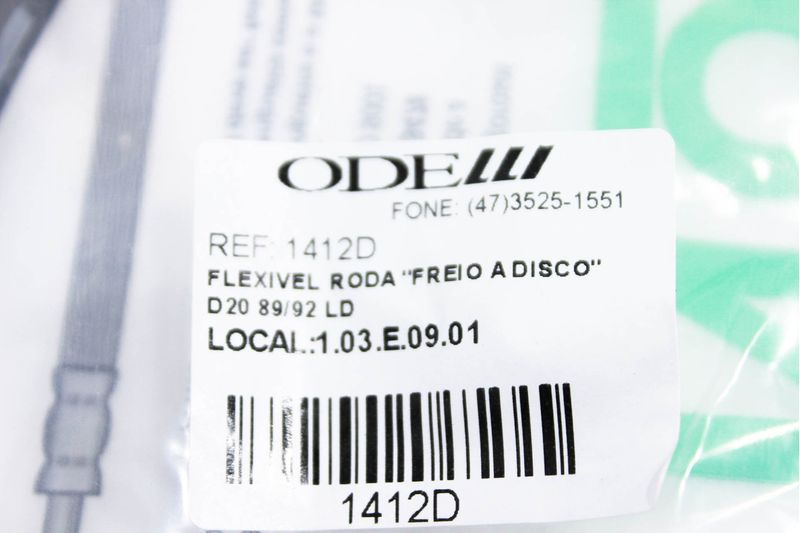 ODE
FONE: (47)3525-1551
REF: 1412D
FLEXIVEL RODA "FREIO A DISCO"
D20 89/92 LD
LOCAL.:1.03.E.09.01
1412D